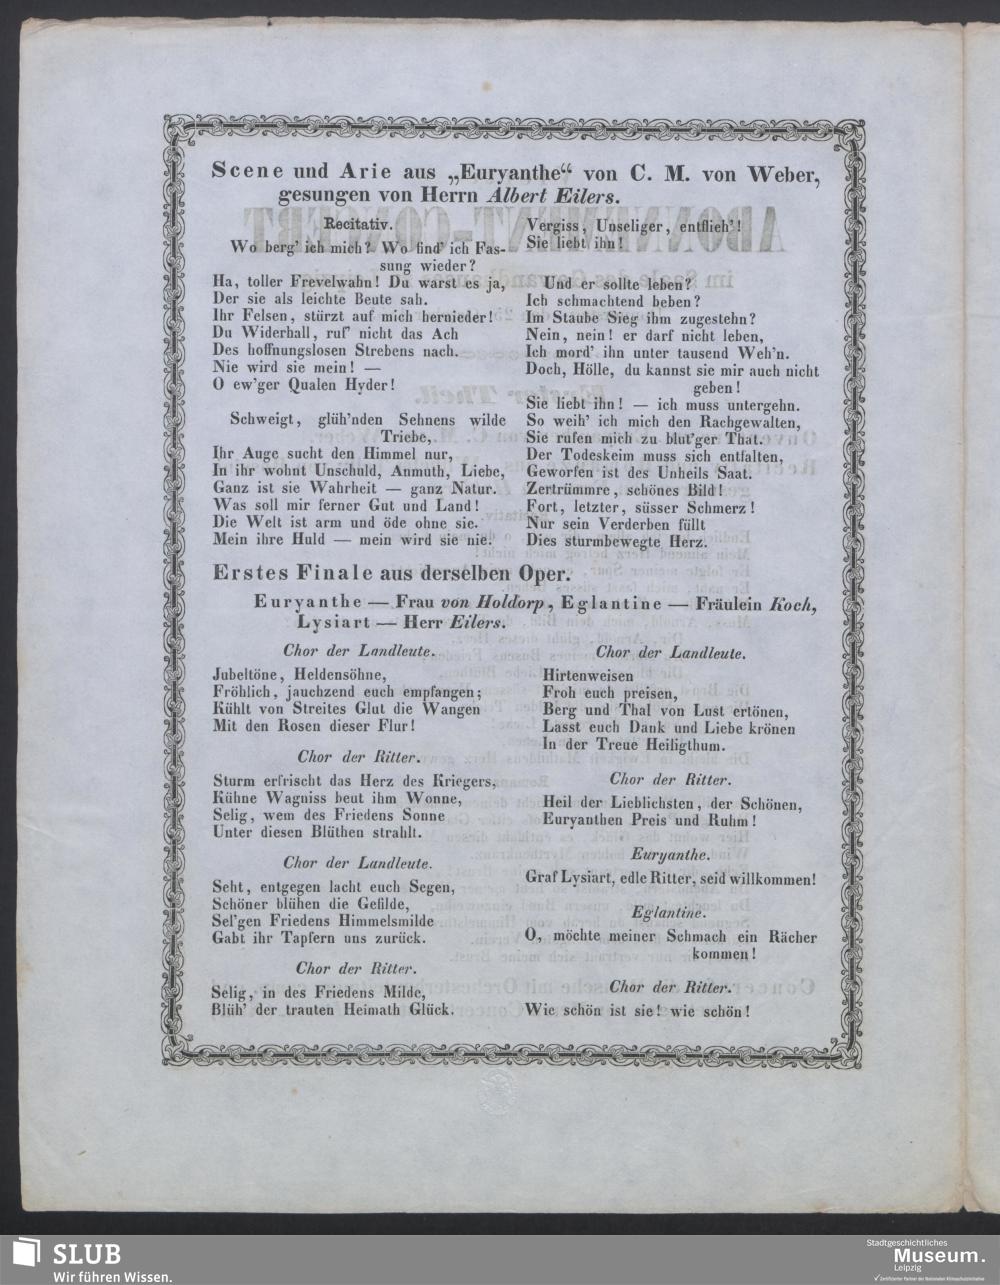 Scene und Arie aus „Euryanthe“ von C. M. von Weber,
gesungen von Herrn Albert Eilers.
Recitativ.
Wo berg' ich mich? Wo find' ich Fas-
sung wieder?
Ha, toller Frevelwahn! Du warst es ja,
Der sie als leichte Beute sah.
Ihr Felsen, stürzt auf mich hernieder!
Du Widerhall, ruf' nicht das Ach
Des hoffnungslosen Strebens nach.
Nie wird sie mein! —
O ew'ger Qualen Hyder!
Schweigt, glüh'nden Sehnens wilde
Triebe,
Ihr Auge sucht den Himmel nur,
In ihr wohnt Unschuld, Anmuth, Liebe,
Ganz ist sie Wahrheit — ganz Natur.
Was soll mir ferner Gut und Land!
Die Welt ist arm und öde ohne sie.
Mein ihre Huld — mein wird sie nie.
Vergiss, Unseliger, entflieh'!
Sie liebt ihn!
Und er sollte leben?
Ich schmachtend beben?
Im Staube Sieg ihm zugestehn?
Nein, nein! er darf nicht leben,
Ich mord' ihn unter tausend Weh'n.
Doch, Hölle, du kannst sie mir auch nicht
geben!
Sie liebt ihn! — ich muss untergehn.
So weih' ich mich den Rachgewalten,
Sie rufen mich zu blut'ger That.
Der Todeskeim muss sich entfalten,
Geworfen ist des Unheils Saat.
Zertrümmre, schönes Bild!
Fort, letzter, süsser Schmerz!
Nur sein Verderben füllt
Dies sturmbewegte Herz.
Erstes Finale aus derselben Oper.
Euryanthe — Frau von Holdorp, Eglantine — Fräulein Koch,
Lysiart — Herr Eilers.
Chor der Landleute.
Jubeltöne, Heldensöhne,
Fröhlich, jauchzend euch empfangen;
Kühlt von Streites Glut die Wangen
Mit den Rosen dieser Flur!
Chor der Ritter.
Sturm erfrischt das Herz des Kriegers,
Kühne Wagniss beut ihm Wonne,
Selig, wem des Friedens Sonne
Unter diesen Blüthen strahlt.
Chor der Landleute.
Seht, entgegen lacht euch Segen,
Schöner blühen die Gefilde,
Sel'gen Friedens Himmelsmilde
Gabt ihr Tapfern uns zurück.
Chor der Ritter.
Selig, in des Friedens Milde,
Blüh' der trauten Heimath Glück.
Chor der Landleute.
Hirtenweisen
Froh euch preisen,
Berg und Thal von Lust ertönen,
Lasst euch Dank und Liebe krönen
In der Treue Heiligthum.
Chor der Ritter.
Heil der Lieblichsten, der Schönen,
Euryanthen Preis und Ruhm!
Euryanthe.
Graf Lysiart, edle Ritter, seid willkommen!
Eglantine.
O, möchte meiner Schmach ein Rächer
kommen!
Chor der Ritter.
Wie schön ist sie! wie schön!
SLUB
Wir führen Wissen.
Stadtgeschichtliches
Museum.
Leipzig